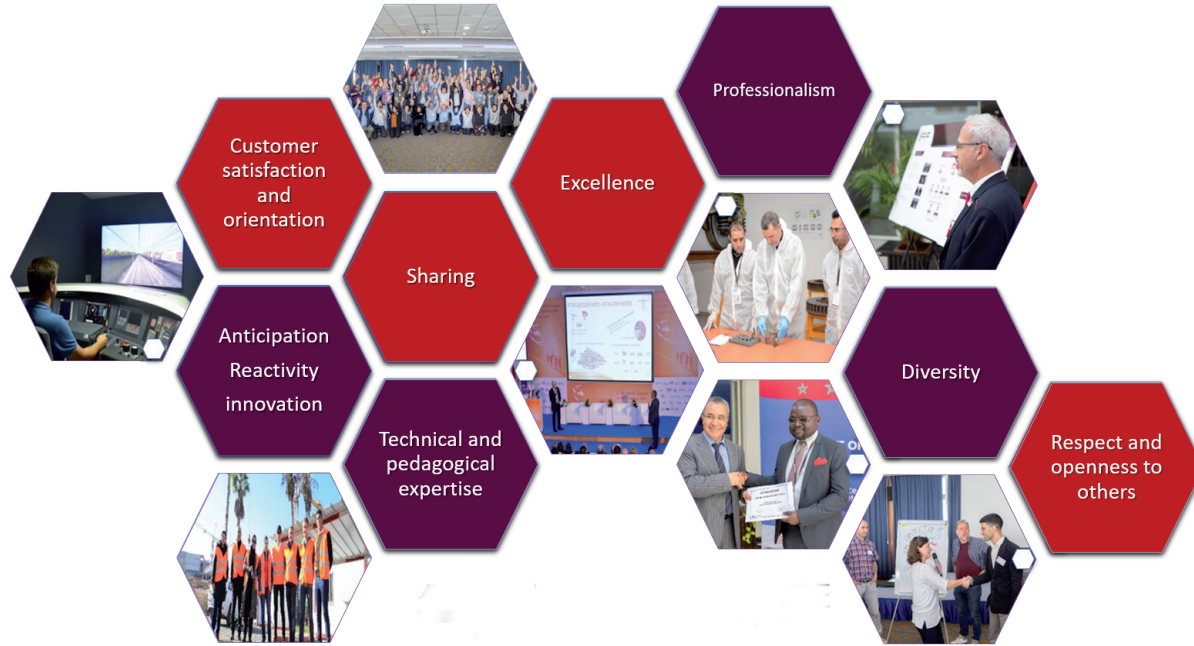 Professionalism
Customer
satisfaction
and
orientation
Excellence
Sharing
Anticipation
Reactivity
innovation
Diversity
Technical and
pedagogical
expertise
Respect and
openness to
others